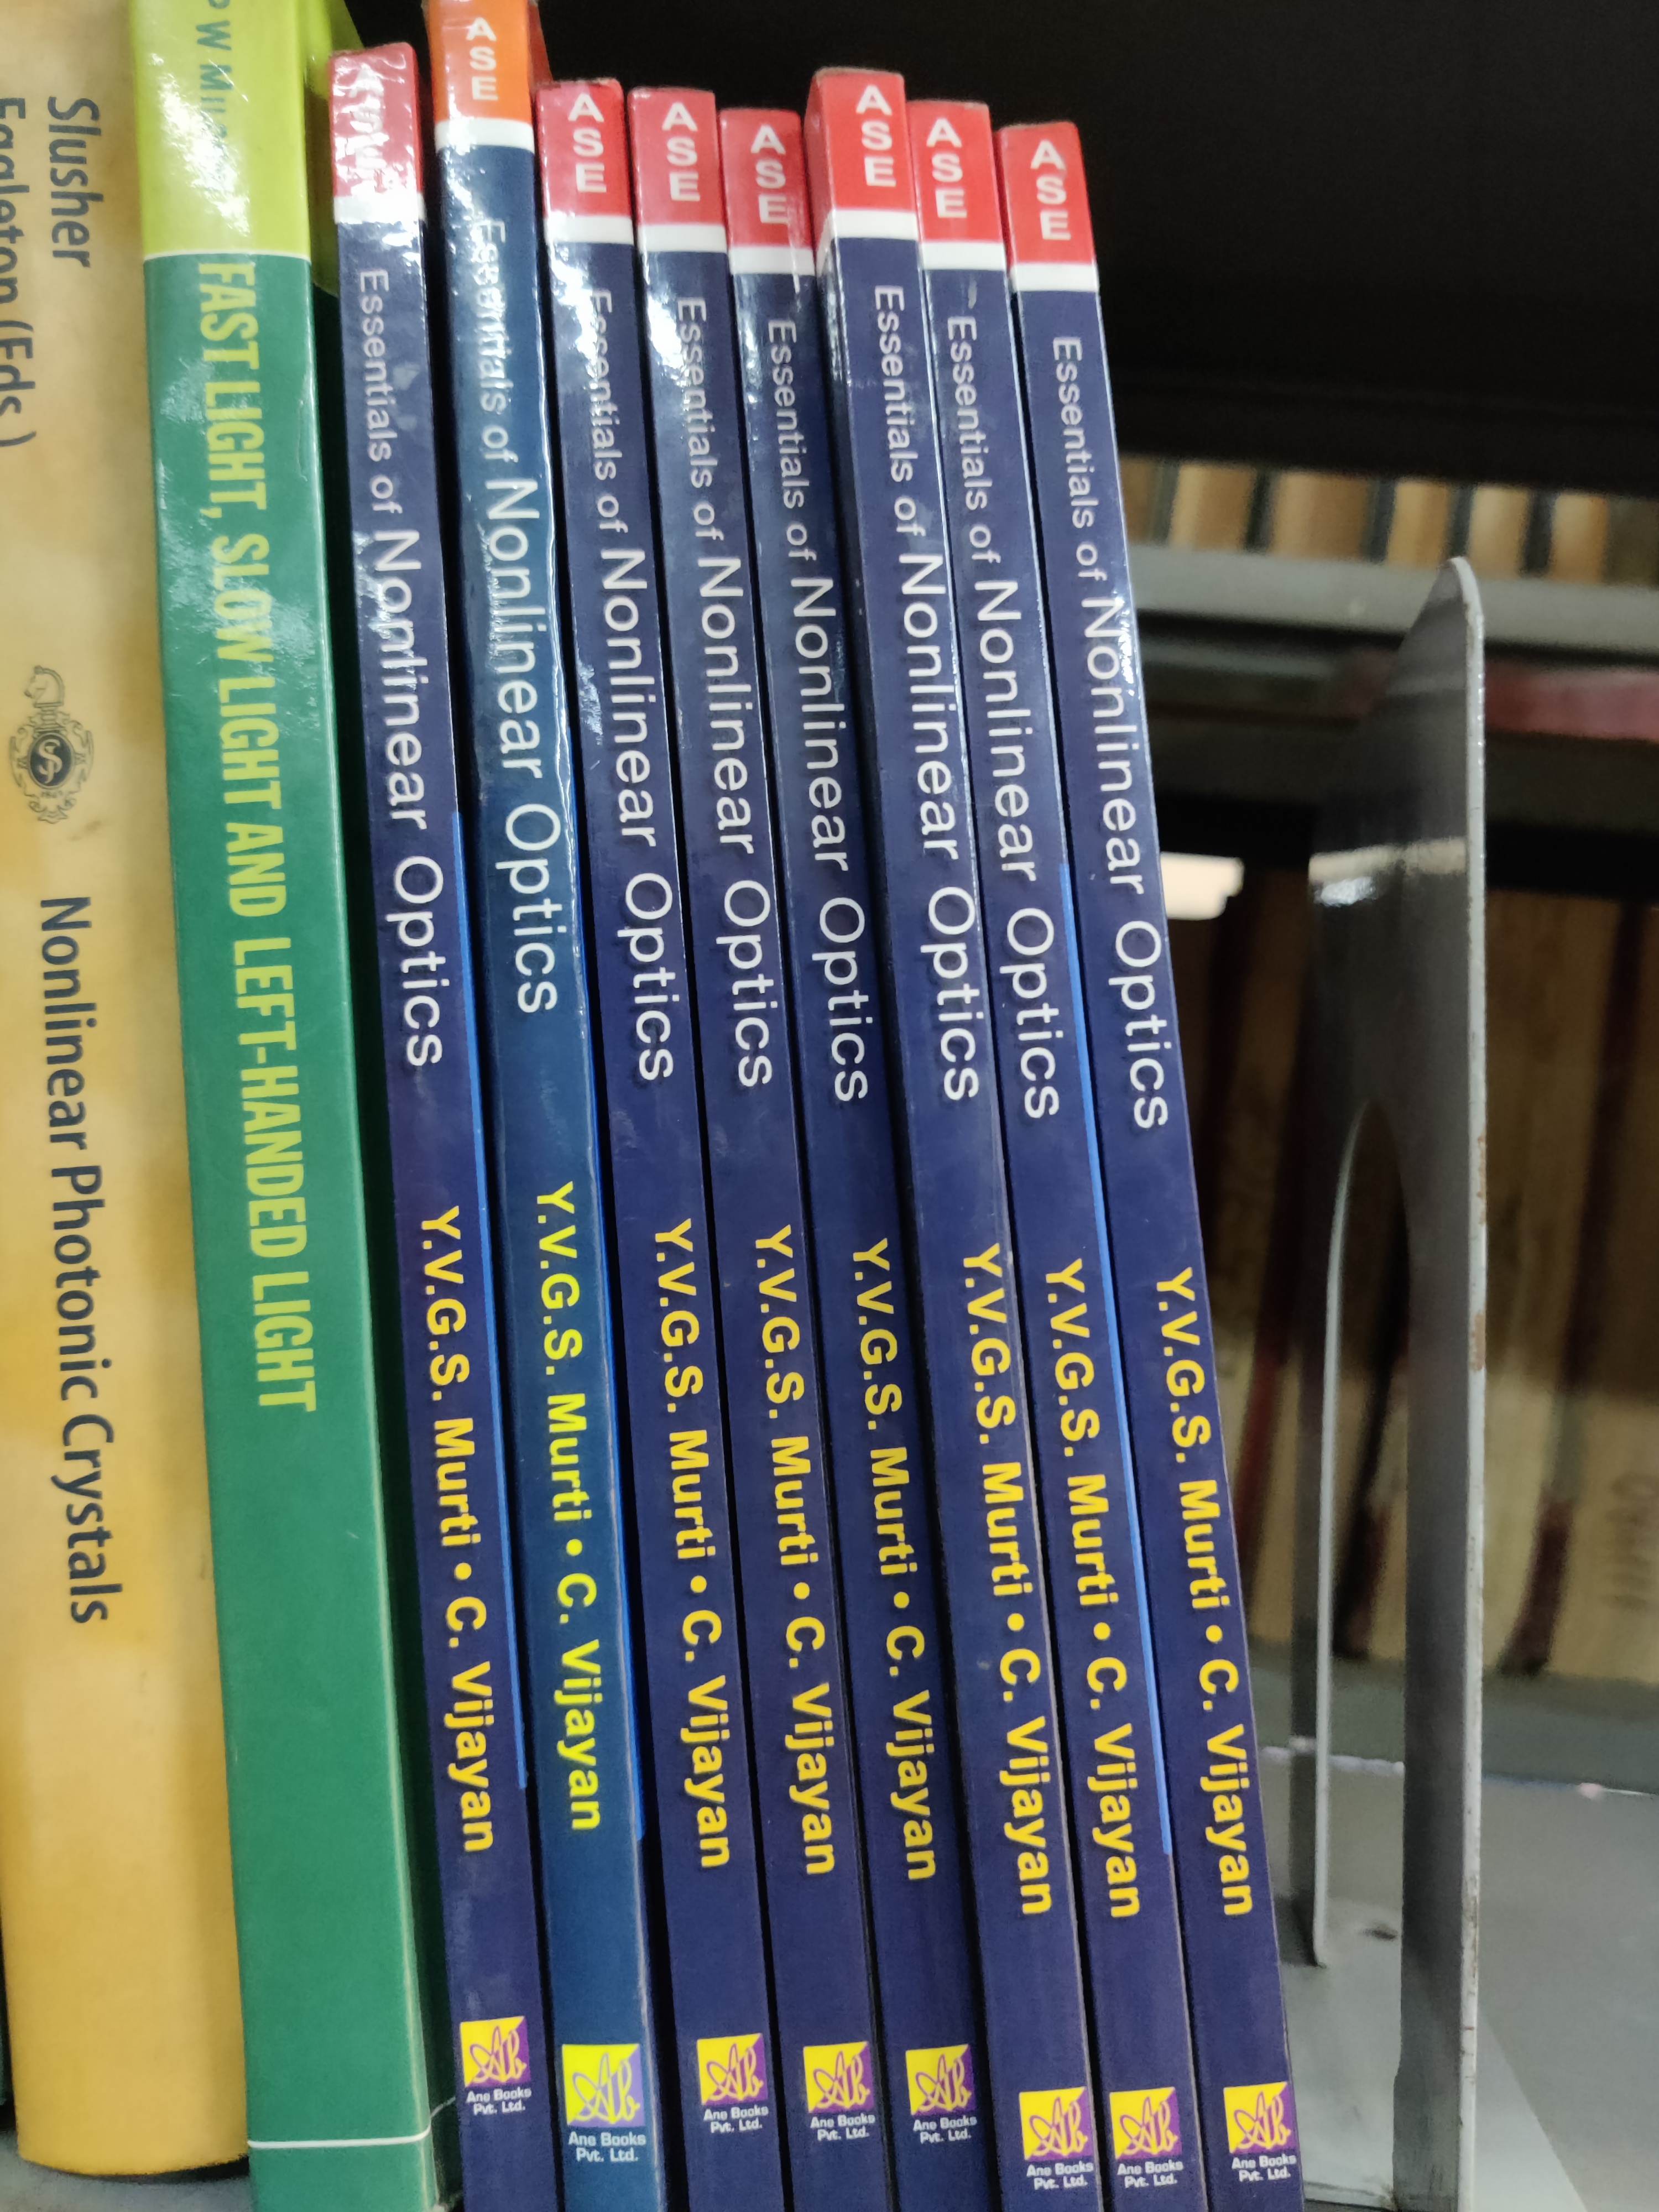 Slusher
Eggleton (Eds.)
Nonlinear Photonic Crystals
FAST LIGHT, SLOW LIGHT AND LEFT-HANDED LIGHT
Essentials of Nonlinear Optics
Y.V.G.S. Murti • C. Vijayan
Ane Books
Pvt. Ltd.
ASE
Essentials of Nonlinear Optics
Y.V.G.S. Murti • C. Vijayan
Ane Books
Pvt. Ltd.
ASE
Essentials of Nonlinear Optics
Y.V.G.S. Murti • C. Vijayan
Ane Books
Pvt. Ltd.
ASE
Essentials of Nonlinear Optics
Y.V.G.S. Murti • C. Vijayan
Ane Books
Pvt. Ltd.
ASE
Essentials of Nonlinear Optics
Y.V.G.S. Murti • C. Vijayan
Ane Books
Pvt. Ltd.
ASE
Essentials of Nonlinear Optics
Y.V.G.S. Murti • C. Vijayan
Ane Books
Pvt. Ltd.
ASE
Essentials of Nonlinear Optics
Y.V.G.S. Murti • C. Vijayan
Ane Books
Pvt. Ltd.
ASE
Essentials of Nonlinear Optics
Y.V.G.S. Murti • C. Vijayan
Ane Books
Pvt. Ltd.